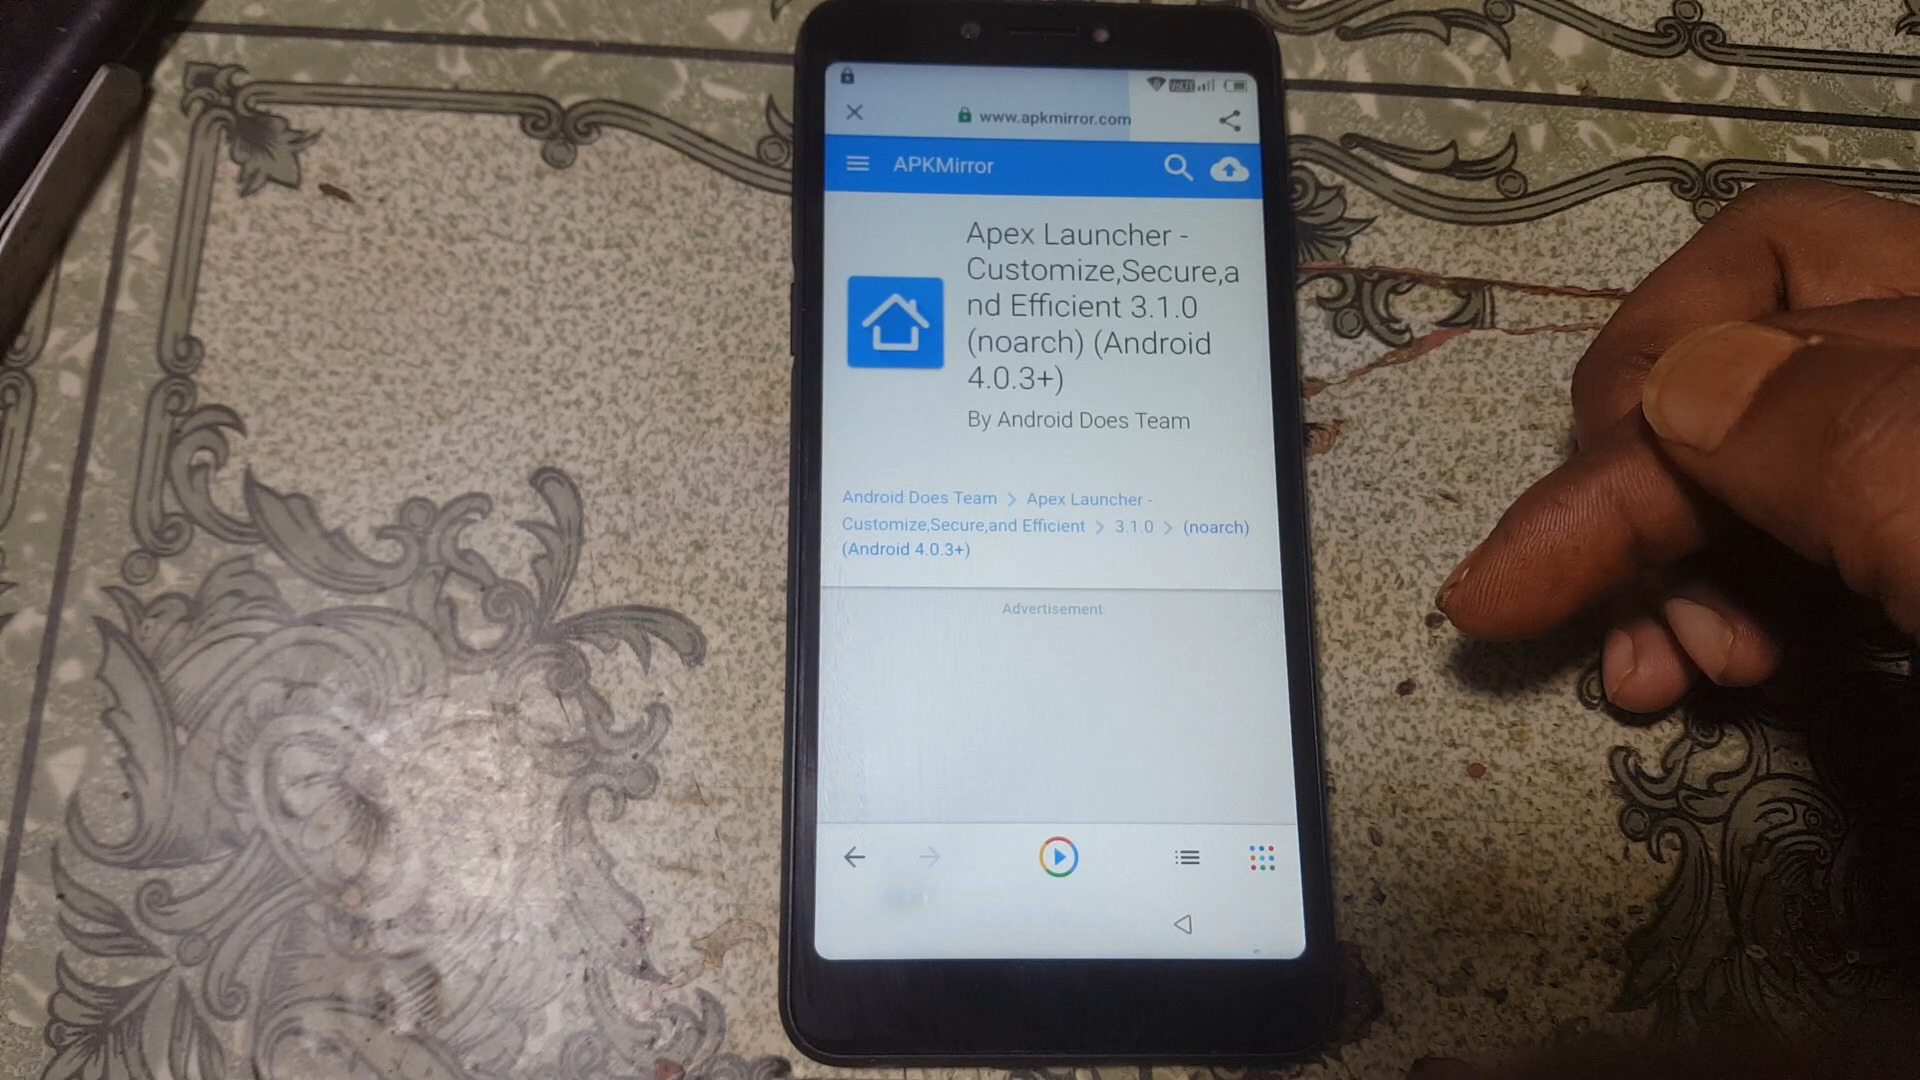 VoLTE
www.apkmirror.com
APKMirror
Apex Launcher -
Customize,Secure,a
nd Efficient 3.1.0
(noarch) (Android
4.0.3+)
By Android Does Team
Android Does Team > Apex Launcher -
Customize,Secure,and Efficient > 3.1.0 > (noarch)
(Android 4.0.3+)
Advertisement